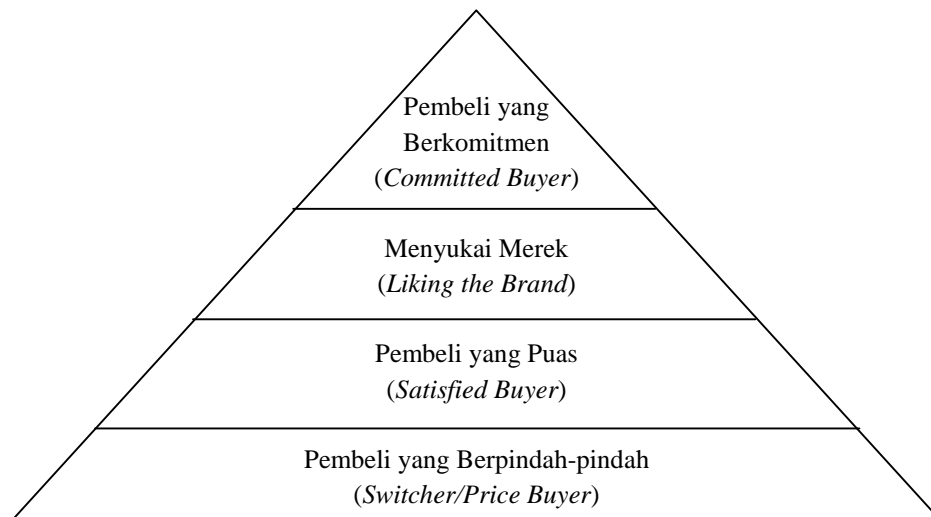 Pembeli yang
Berkomitmen
(Committed Buyer)
Menyukai Merek
(Liking the Brand)
Pembeli yang Puas
(Satisfied Buyer)
Pembeli yang Berpindah-pindah
(Switcher/Price Buyer)